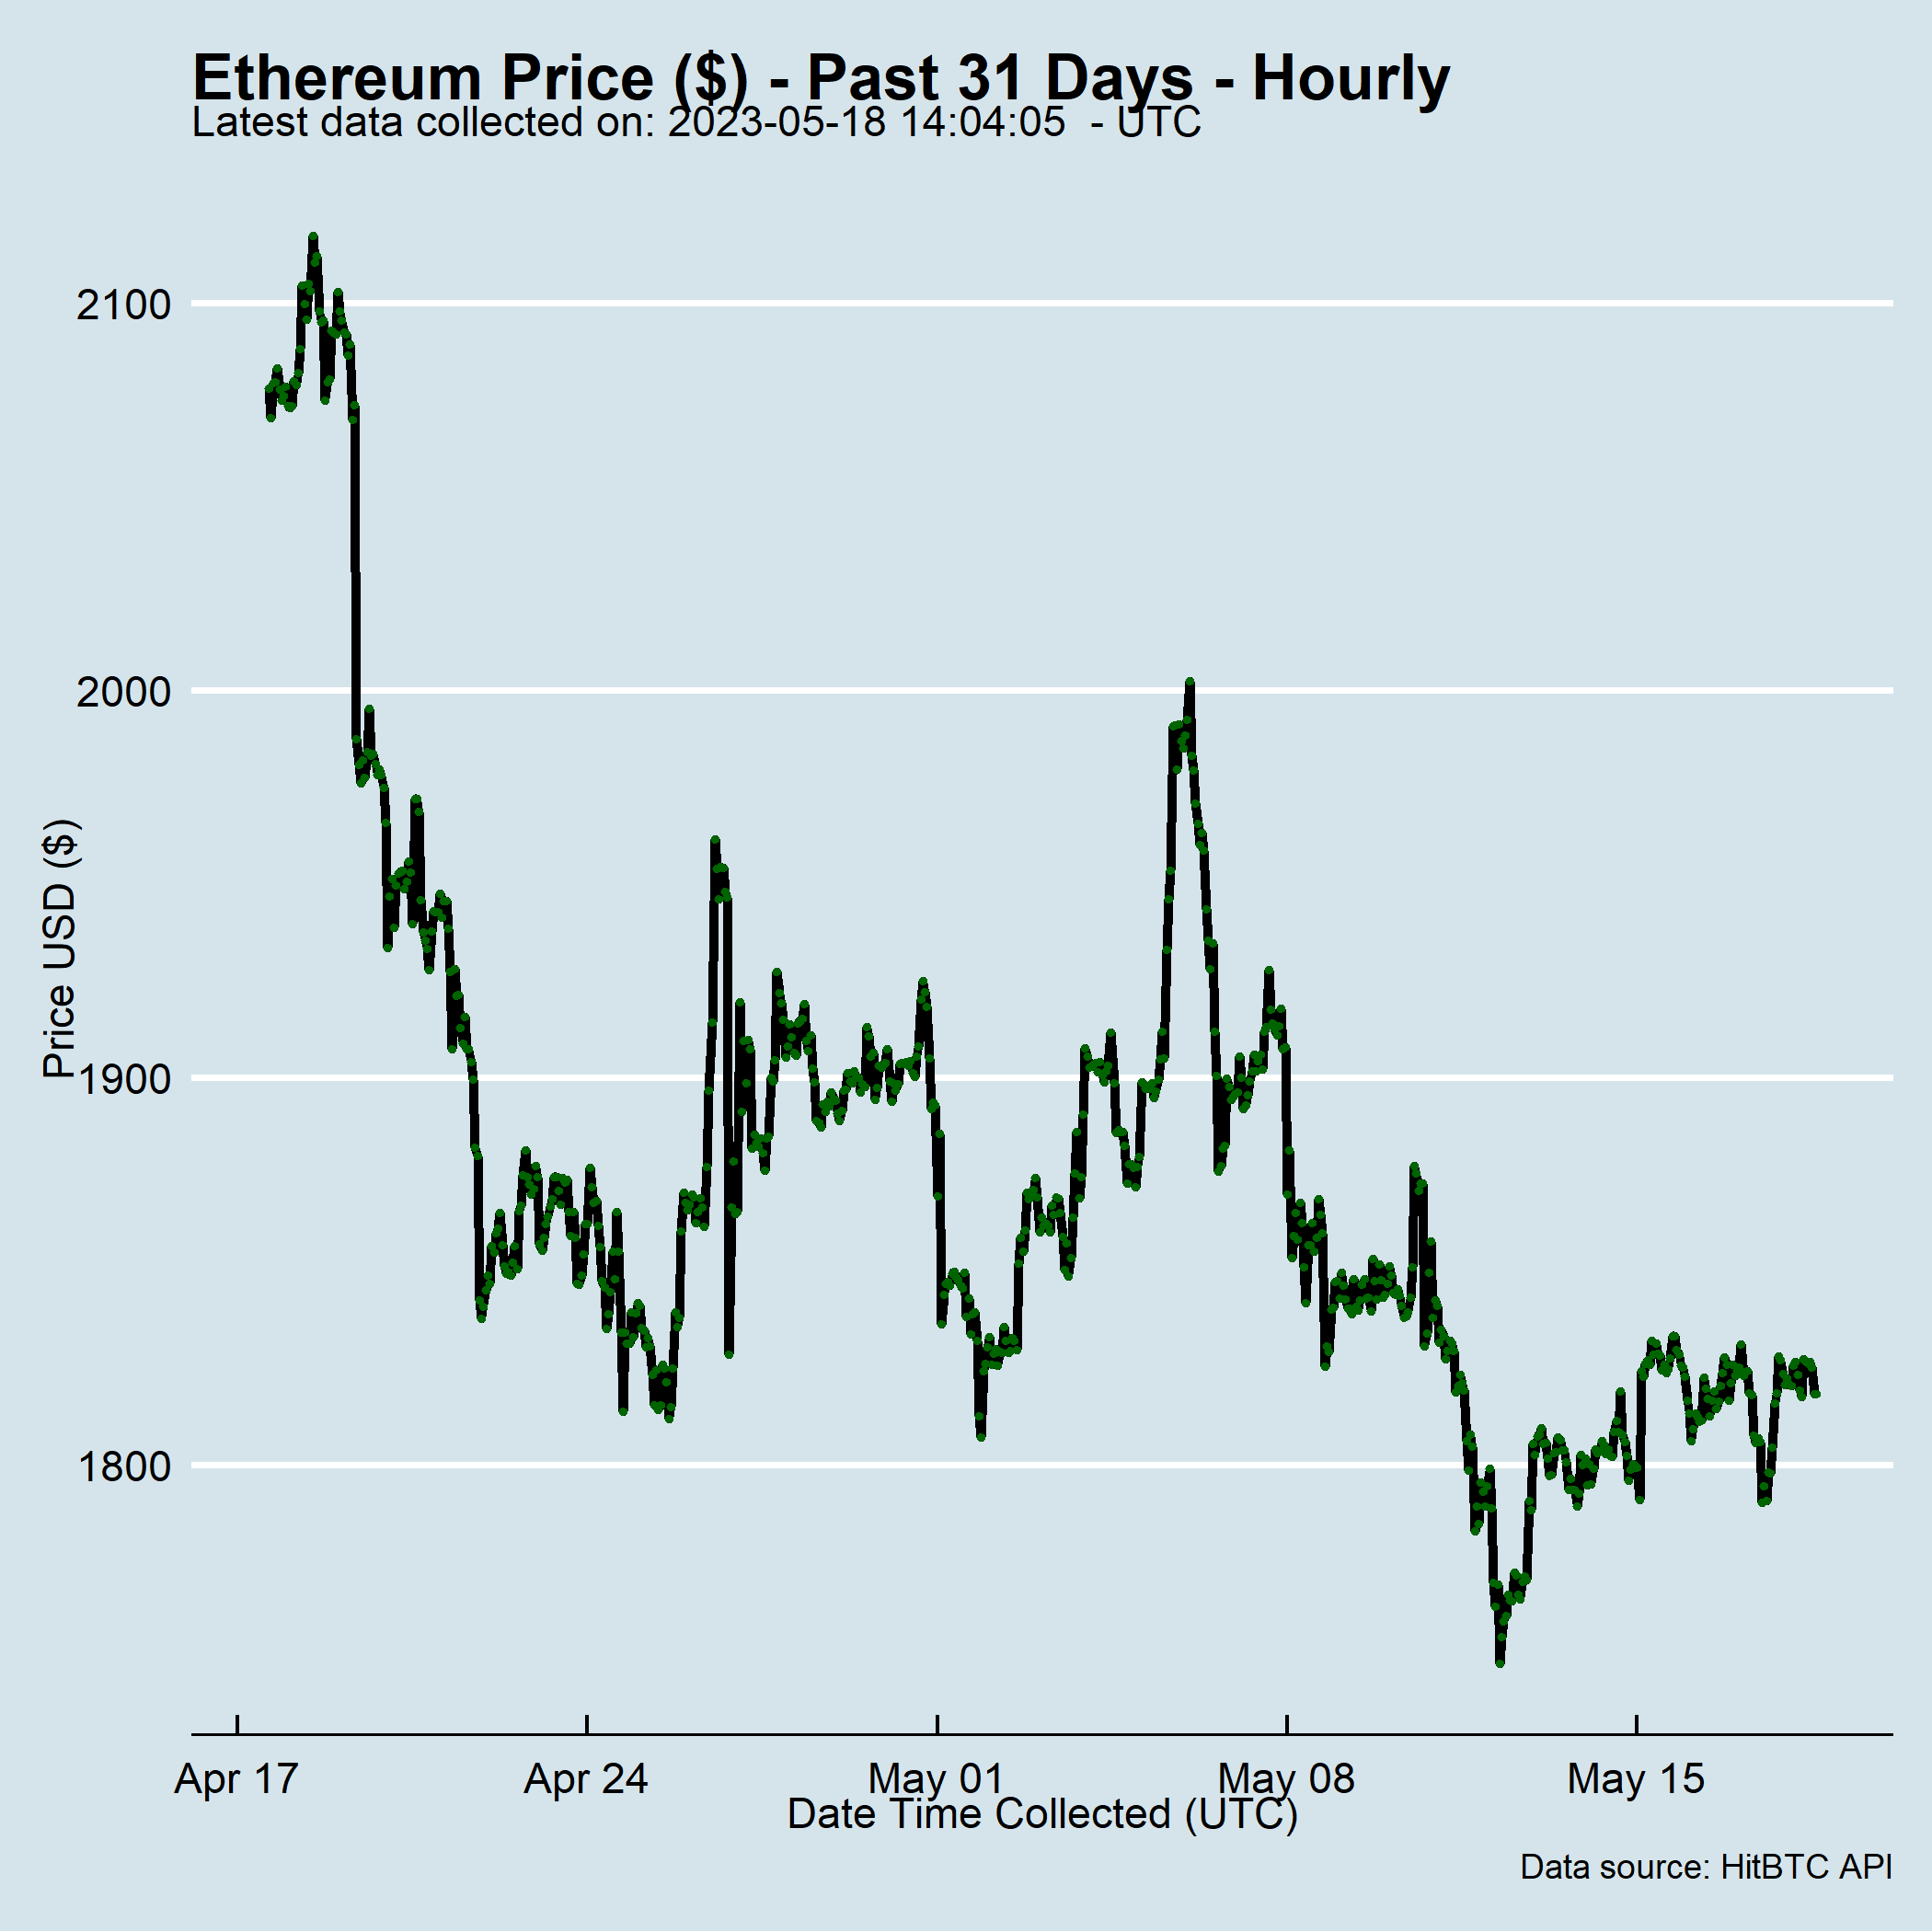 Ethereum Price ($) - Past 31 Days - Hourly
Latest data collected on: 2023-05-18 14:04:05  - UTC
Price USD ($)
2100
2000
1900
1800
Apr 17
Apr 24
May 01
May 08
May 15
Date Time Collected (UTC)
Data source: HitBTC API